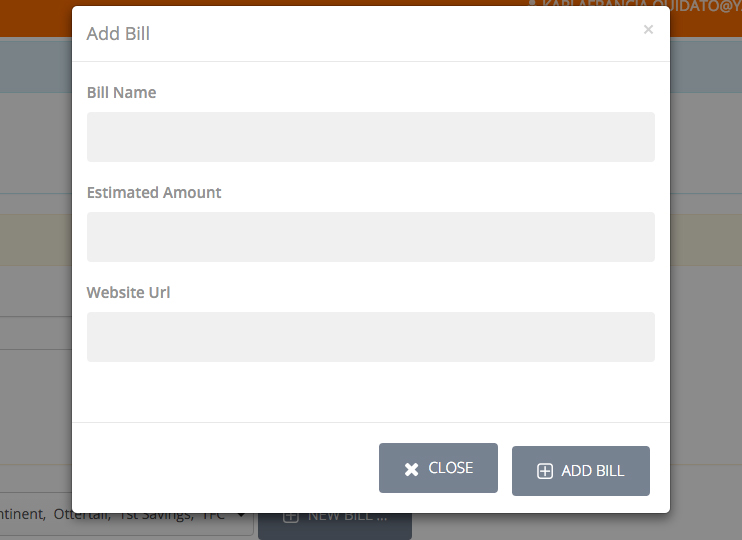 KARLAFRANCIA.QUIDATO@Y
Add Bill
×
Bill Name
Estimated Amount
Website Url
CLOSE
ADD BILL
ntinent, Ottertail, 1st Savings, TFC
NEW BILL ...